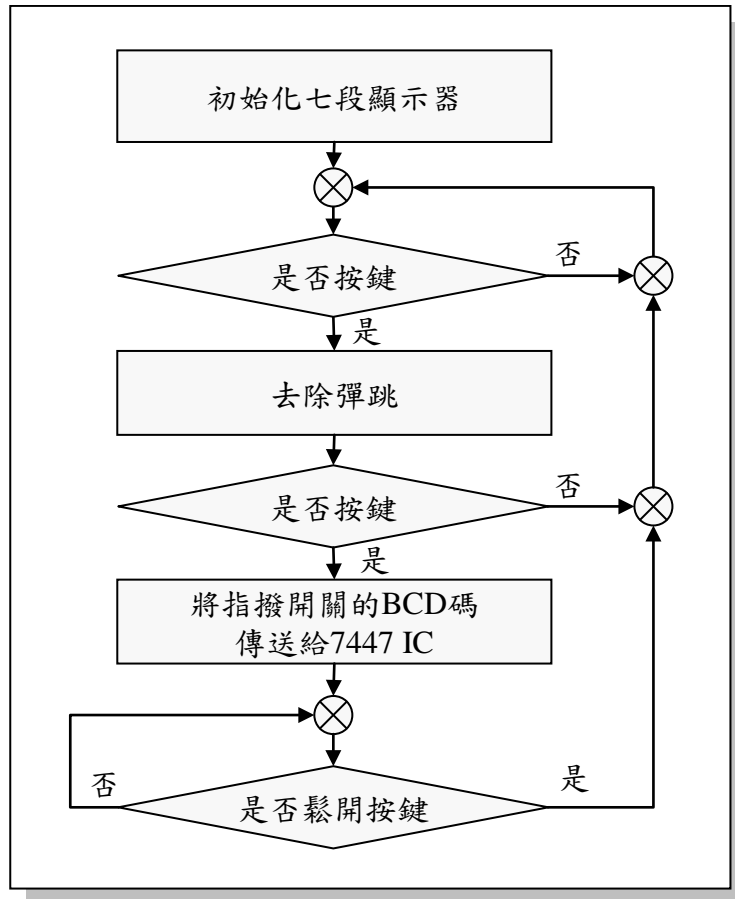 初始化七段顯示器
是否按鍵
否
是
去除彈跳
是否按鍵
否
是
將指撥開關的BCD碼
傳送給7447 IC
否
是否鬆開按鍵
是